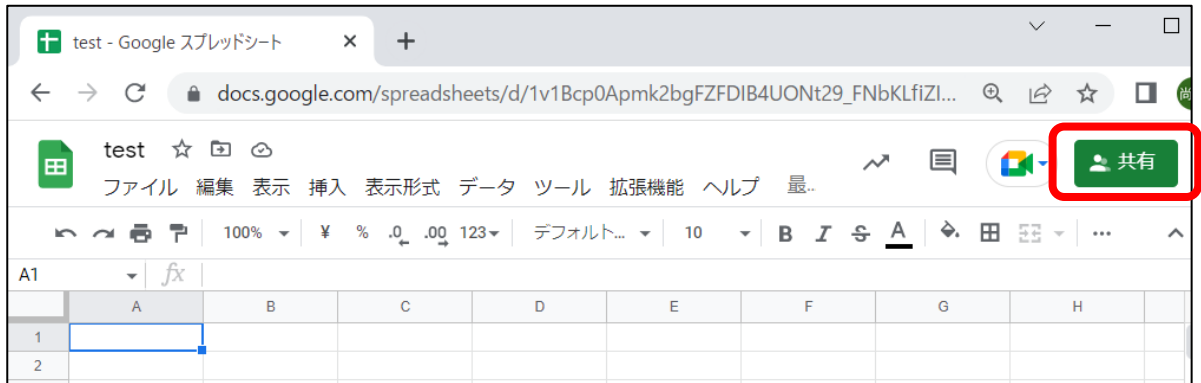 test - Google スプレッドシート
docs.google.com/spreadsheets/d/1v1Bcp0Apmk2bgFZFDIB4UONt29_FNbKLfiZI...
尚
test
共有
ファイル 編集 表示 挿入 表示形式 データ ツール 拡張機能 ヘルプ 最..
100% ¥ % .0 .00 123 デフォルト... 10 B I S A ...
A1 fx
A B C D E F G H
1
2